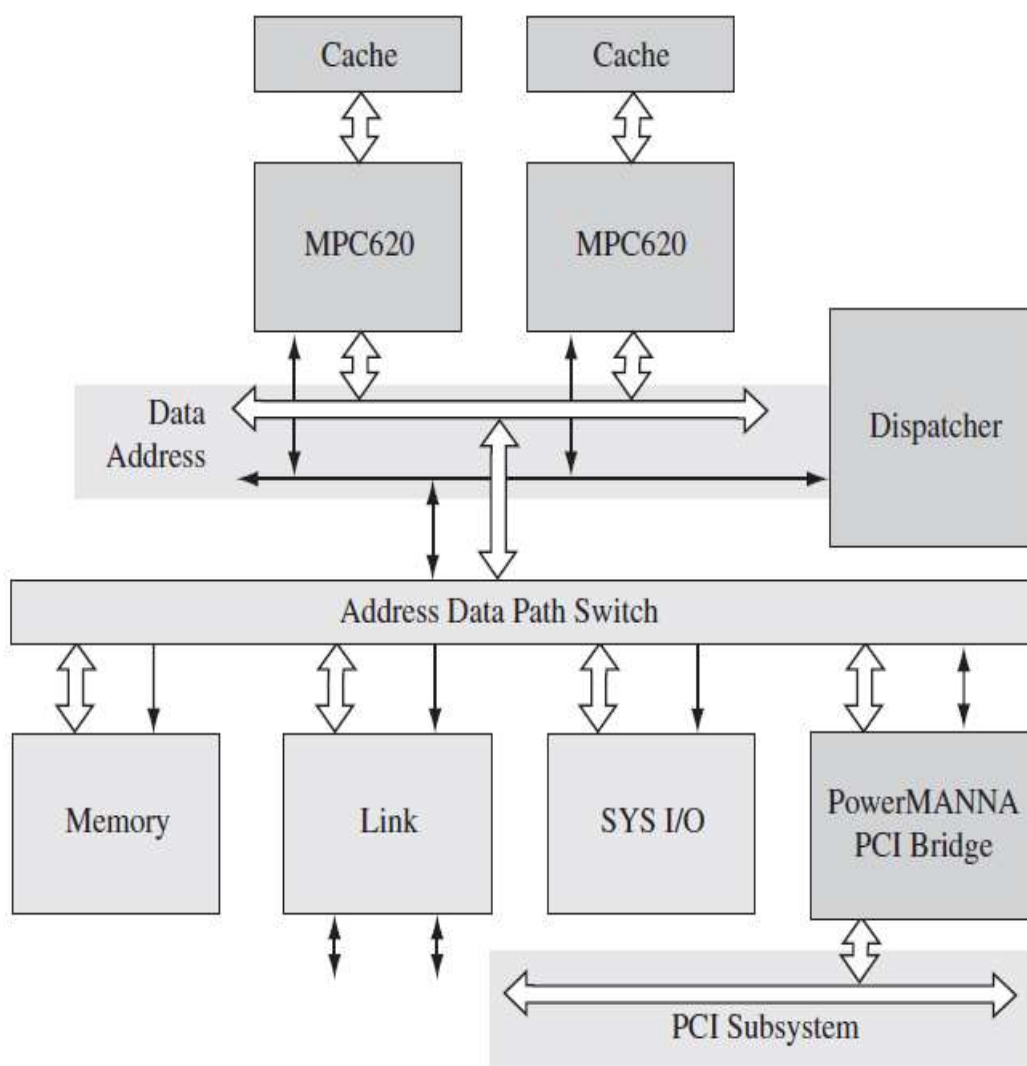 Cache
Cache
MPC620
MPC620
Data
Address
Dispatcher
Address Data Path Switch
Memory
Link
SYS I/O
PowerMANNA
PCI Bridge
PCI Subsystem